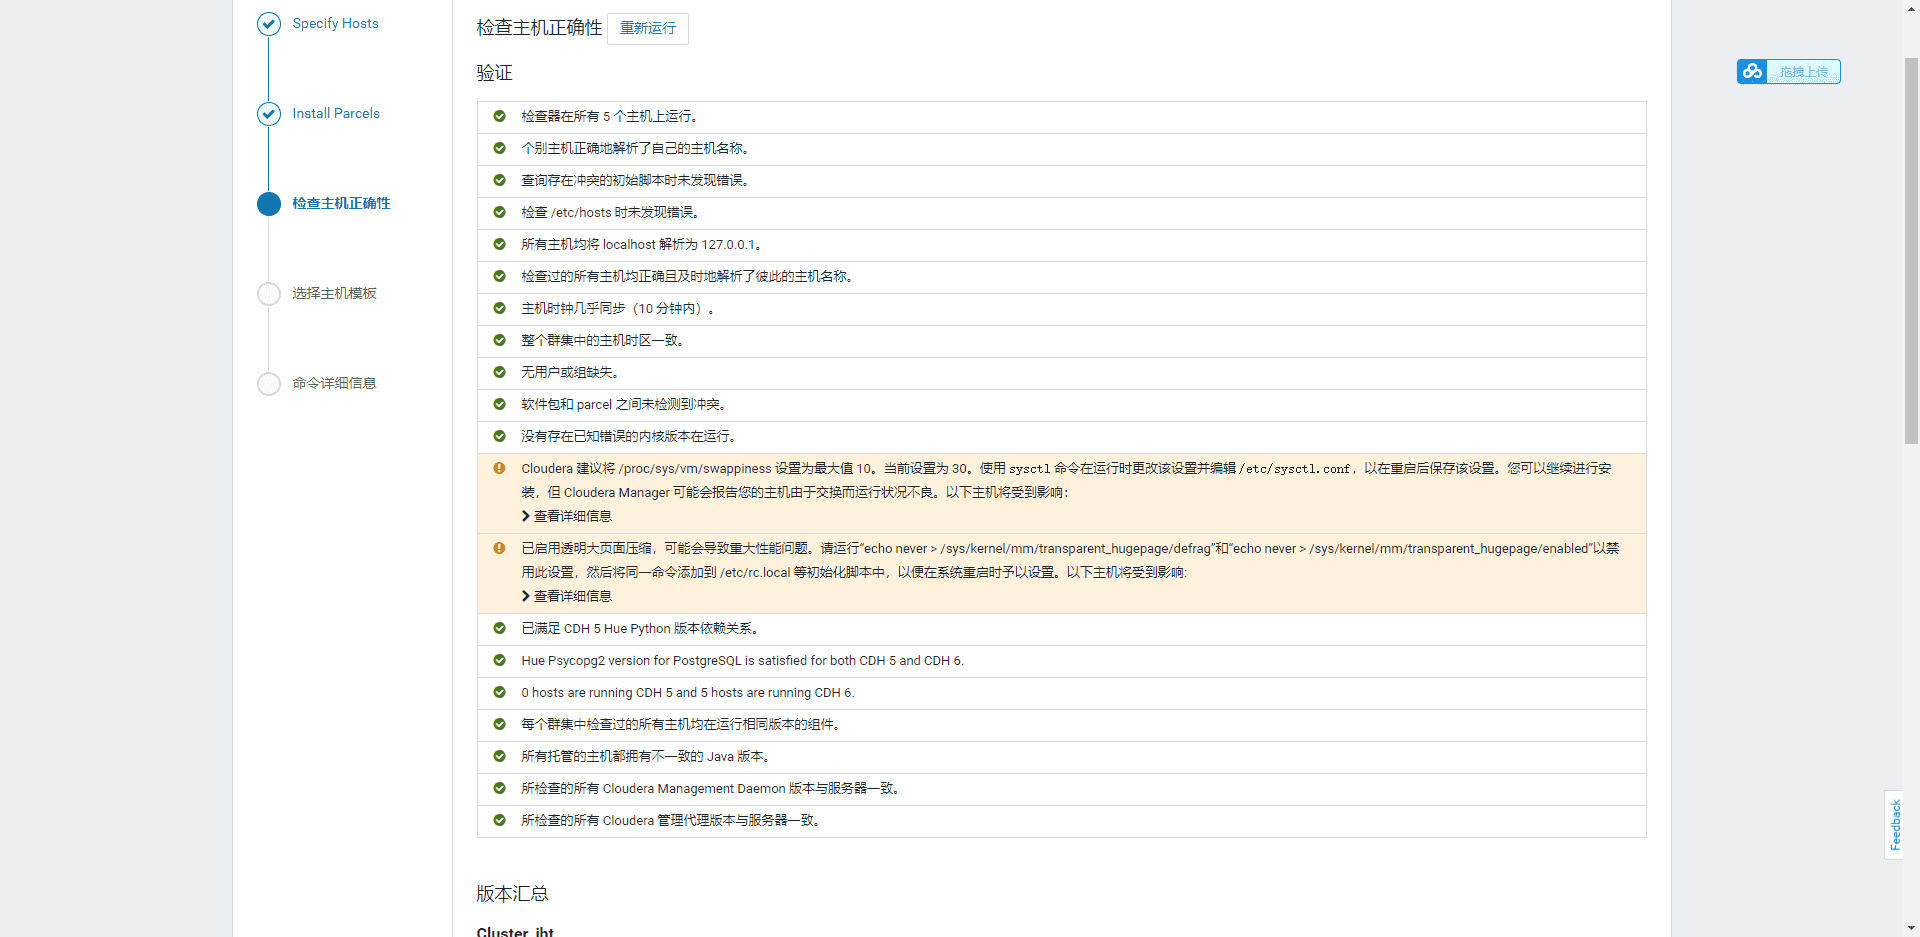 Specify Hosts
Install Parcels
检查主机正确性
选择主机模板
命令详细信息
检查主机正确性 重新运行
验证
检查器在所有 5 个主机上运行。
个别主机正确地解析了自己的主机名称。
查询存在冲突的初始脚本时未发现错误。
检查 /etc/hosts 时未发现错误。
所有主机均将 localhost 解析为 127.0.0.1。
检查过的所有主机均正确且及时地解析了彼此的主机名称。
主机时钟几乎同步（10 分钟内）。
整个群集中的主机时区一致。
无用户或组缺失。
软件包和 parcel 之间未检测到冲突。
没有存在已知错误的内核版本在运行。
Cloudera 建议将 /proc/sys/vm/swappiness 设置为最大值 10。当前设置为 30。使用 sysctl 命令在运行时更改该设置并编辑 /etc/sysctl.conf，以在重启后保存该设置。您可以继续进行安
装，但 Cloudera Manager 可能会报告您的主机由于交换而运行状况不良。以下主机将受到影响：
查看详细信息
已启用透明大页面压缩，可能会导致重大性能问题。请运行“echo never > /sys/kernel/mm/transparent_hugepage/defrag”和“echo never > /sys/kernel/mm/transparent_hugepage/enabled”以禁
用此设置，然后将同一命令添加到 /etc/rc.local 等初始化脚本中，以便在系统重启时予以设置。以下主机将受到影响:
查看详细信息
已满足 CDH 5 Hue Python 版本依赖关系。
Hue Psycopg2 version for PostgreSQL is satisfied for both CDH 5 and CDH 6.
0 hosts are running CDH 5 and 5 hosts are running CDH 6.
每个群集中检查过的所有主机均在运行相同版本的组件。
所有托管的主机都拥有不一致的 Java 版本。
所检查的所有 Cloudera Management Daemon 版本与服务器一致。
所检查的所有 Cloudera 管理代理版本与服务器一致。
版本汇总
Cluster_jht
拖拽上传
Feedback